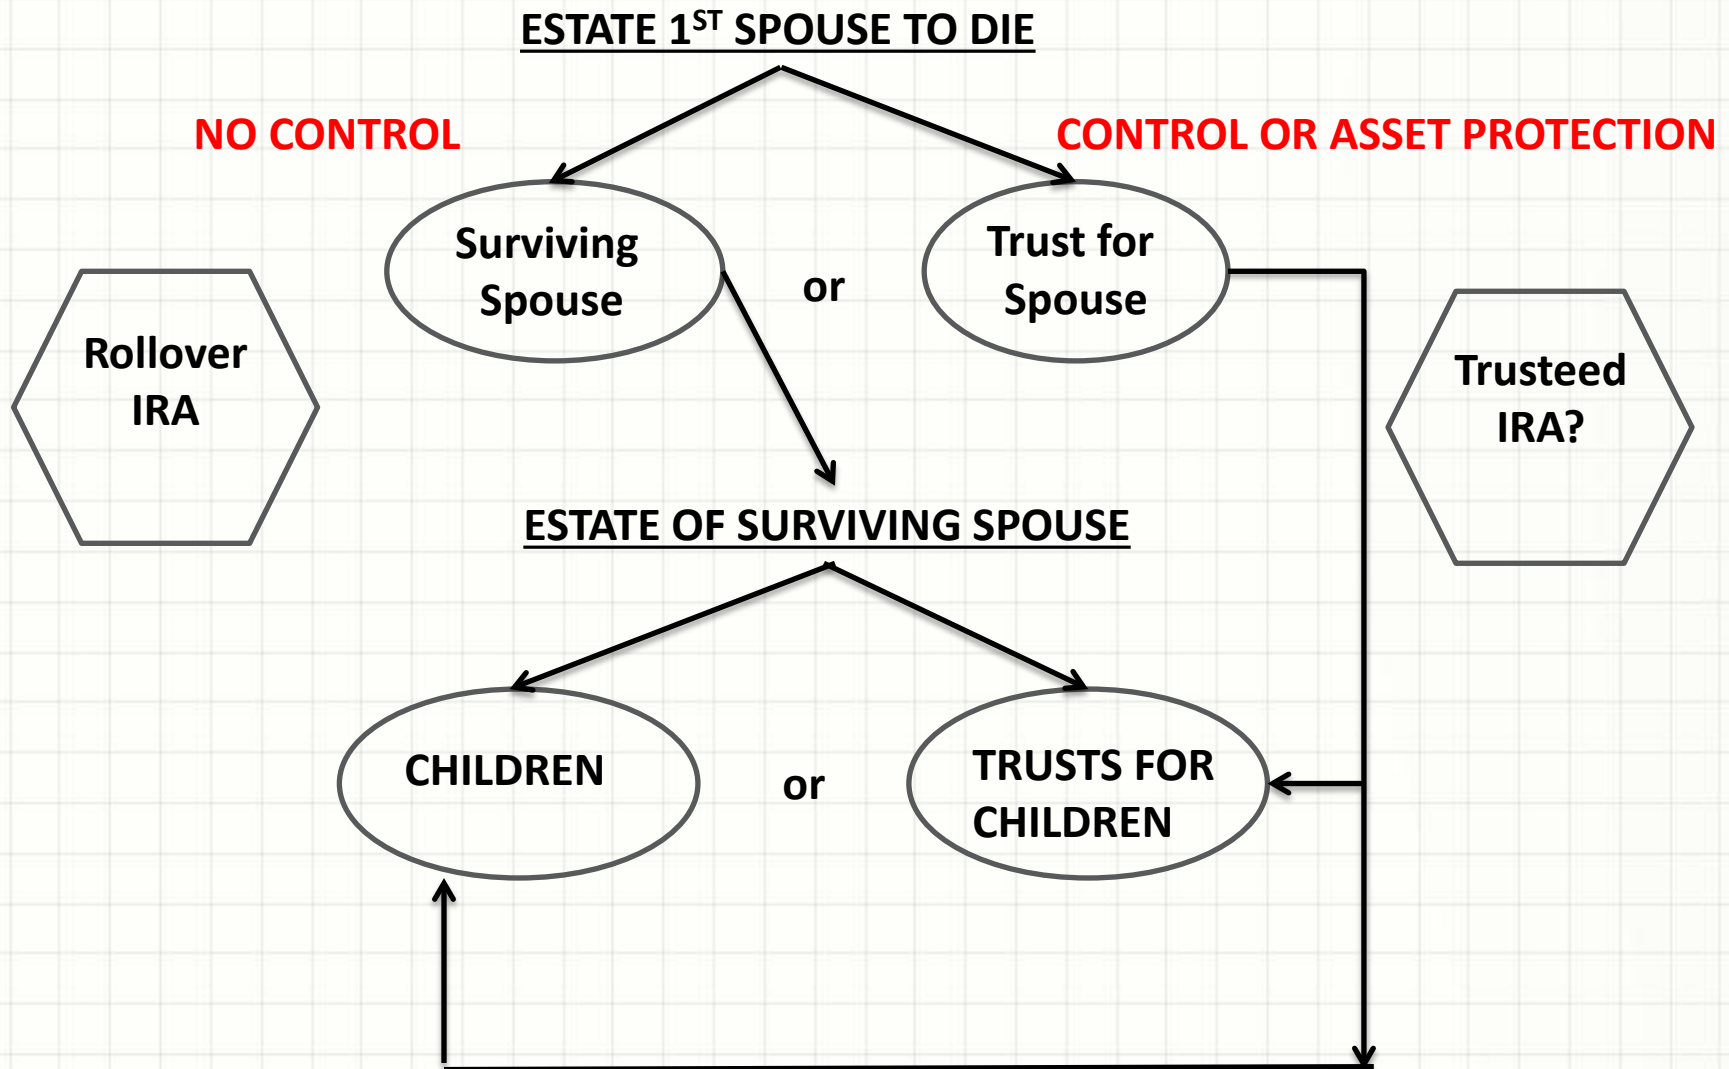 ESTATE 1ST SPOUSE TO DIE
NO CONTROL
CONTROL OR ASSET PROTECTION
Surviving
Spouse
or
Trust for
Spouse
Rollover
IRA
Trusteed
IRA?
ESTATE OF SURVIVING SPOUSE
CHILDREN
or
TRUSTS FOR
CHILDREN